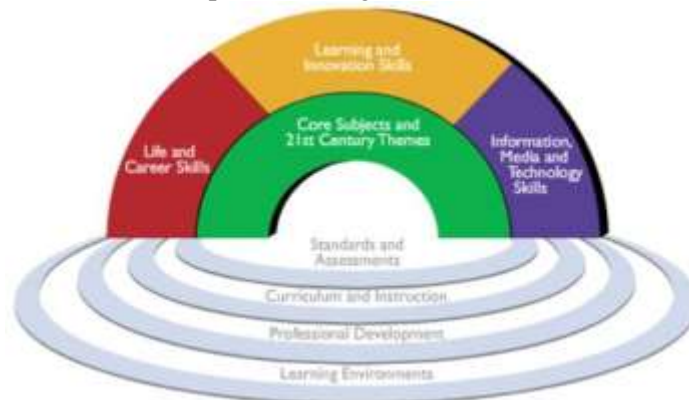 Learning and
Innovation Skills
Core Subjects and
21st Century Themes
Life and
Career Skills
Information,
Media and
Technology
Skills
Standards and
Assessments
Curriculum and Instruction
Professional Development
Learning Environments